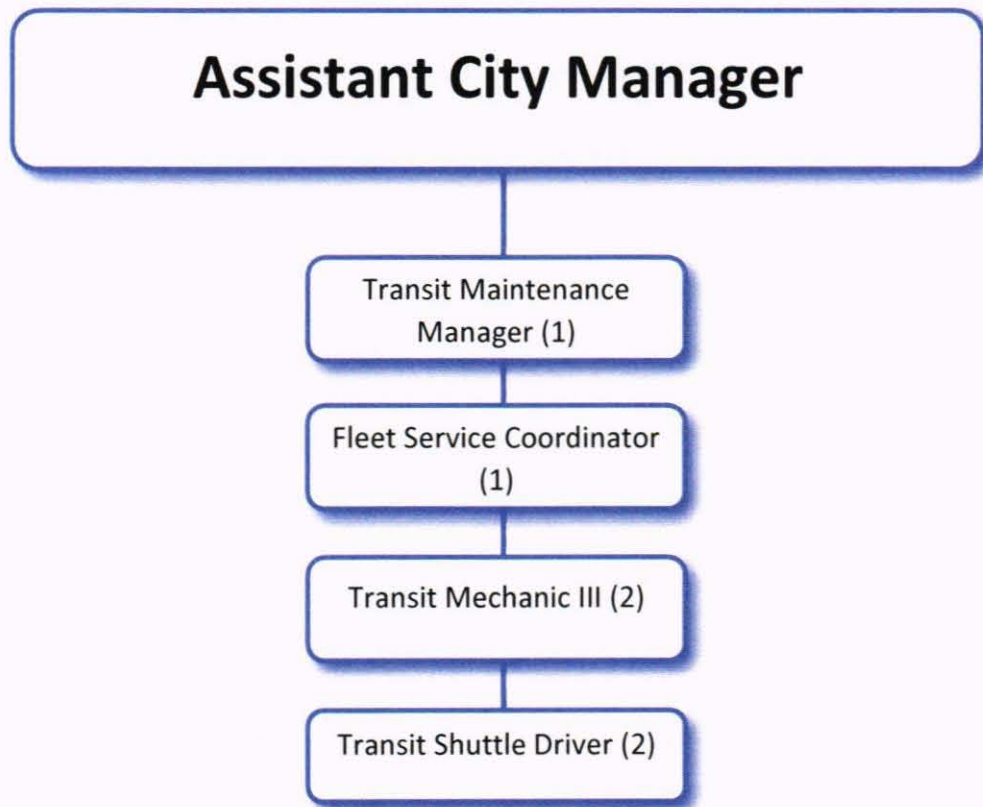 Assistant City Manager
Transit Maintenance
Manager (1)
Fleet Service Coordinator
(1)
Transit Mechanic III (2)
Transit Shuttle Driver (2)